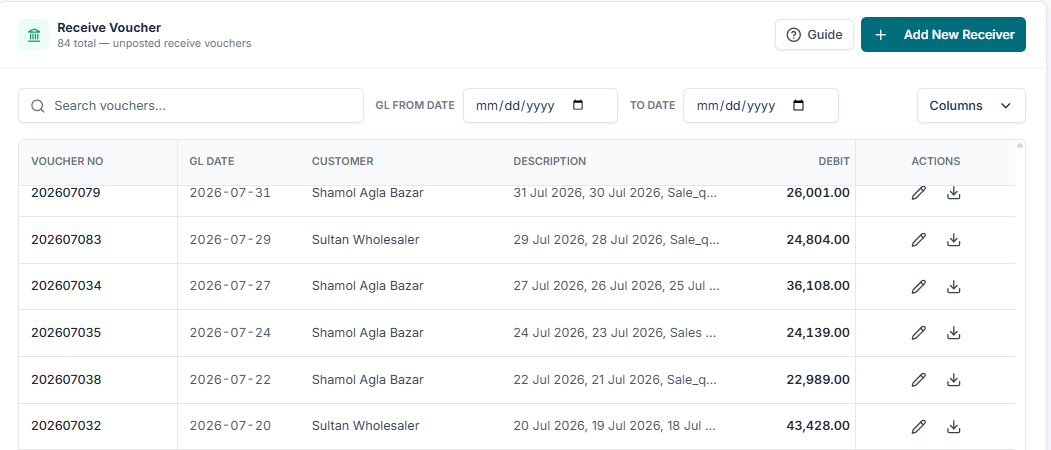 Receive Voucher
84 total — unposted receive vouchers
Guide
+ Add New Receiver
Search vouchers...
GL FROM DATE mm/dd/yyyy TO DATE mm/dd/yyyy
Columns
VOUCHER NO GL DATE CUSTOMER DESCRIPTION DEBIT ACTIONS
202607079 2026-07-31 Shamol Agla Bazar 31 Jul 2026, 30 Jul 2026, Sale_q... 26,001.00
202607083 2026-07-29 Sultan Wholesaler 29 Jul 2026, 28 Jul 2026, Sale_q... 24,804.00
202607034 2026-07-27 Shamol Agla Bazar 27 Jul 2026, 26 Jul 2026, 25 Jul ... 36,108.00
202607035 2026-07-24 Shamol Agla Bazar 24 Jul 2026, 23 Jul 2026, Sales ... 24,139.00
202607038 2026-07-22 Shamol Agla Bazar 22 Jul 2026, 21 Jul 2026, Sale_q... 22,989.00
202607032 2026-07-20 Sultan Wholesaler 20 Jul 2026, 19 Jul 2026, 18 Jul ... 43,428.00